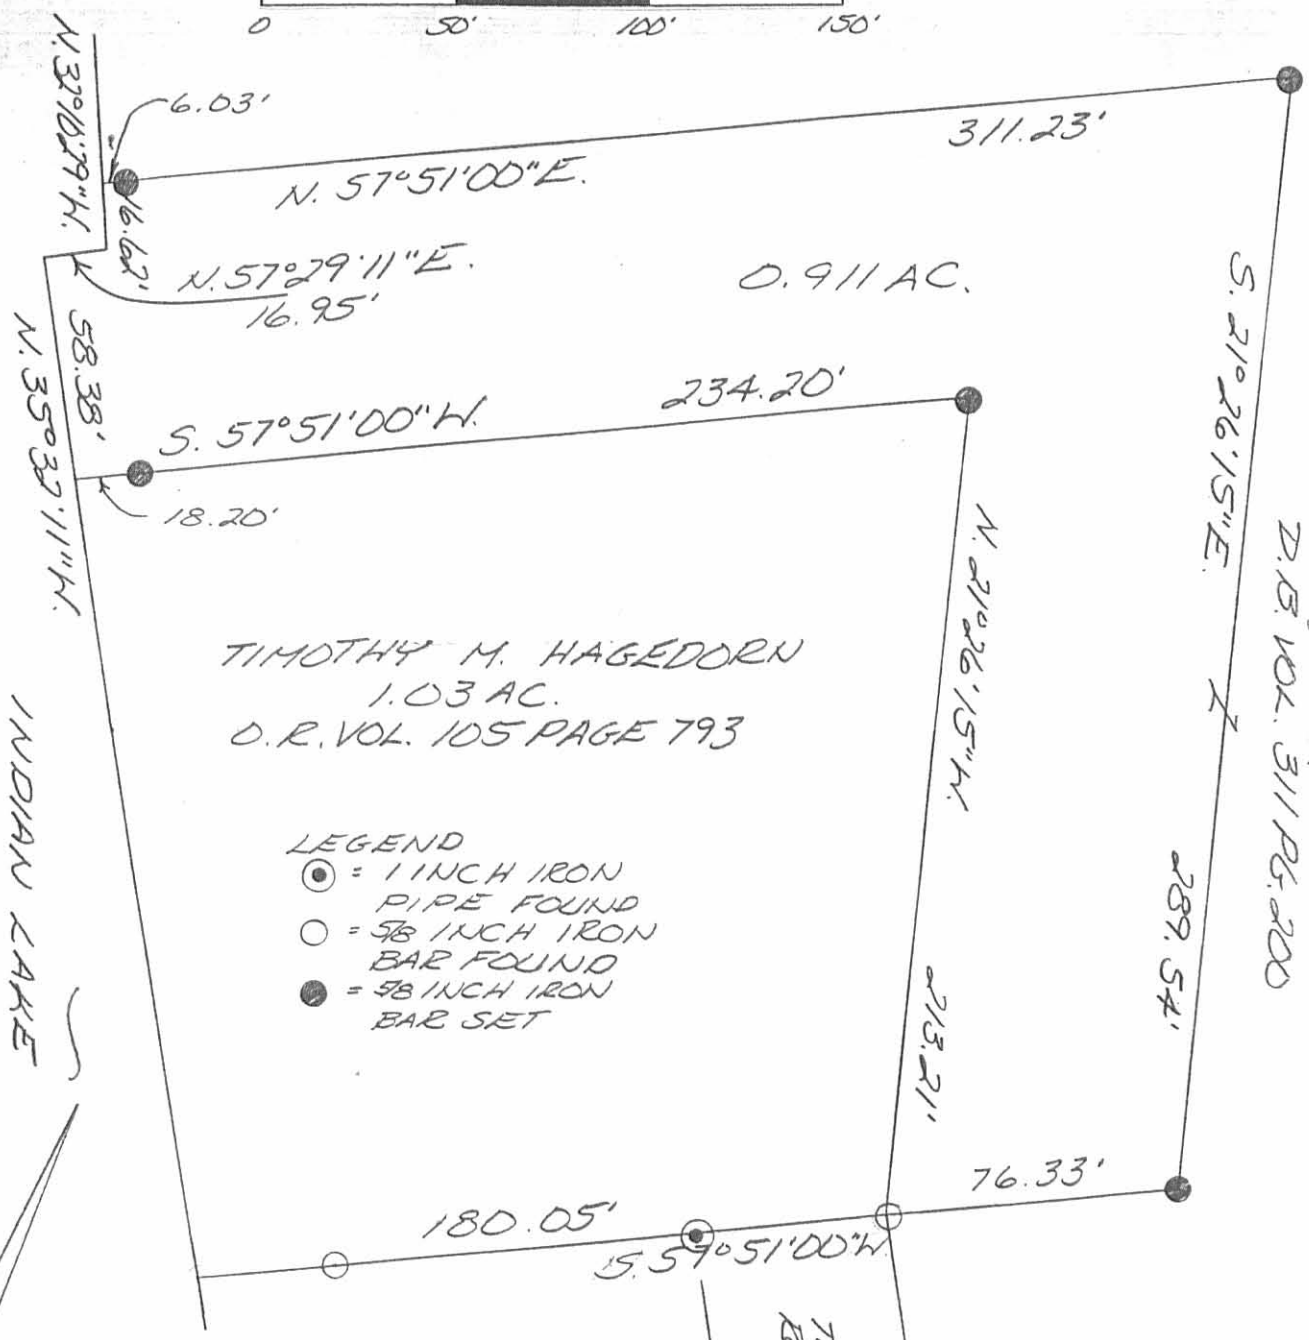 0 50' 100' 150'
N. 32°10'29" W.
6.03'
311.23'
N. 57°51'00" E.
16.62'
N. 57°29'11" E.
16.95'
0.911 AC.
58.38'
N. 35°32'11" W.
S. 57°51'00" W.
234.20'
18.20'
S. 21°26'15" E.
289.54'
D.B. VOL. 311 PG. 200
N. 21°26'15" W.
213.21'
TIMOTHY M. HAGEDORN
1.03 AC.
O.R. VOL. 105 PAGE 793
INDIAN LAKE
LEGEND
= 1 INCH IRON
PIPE FOUND
= 5/8 INCH IRON
BAR FOUND
= 5/8 INCH IRON
BAR SET
76.33'
180.05'
S. 57°51'00" W.